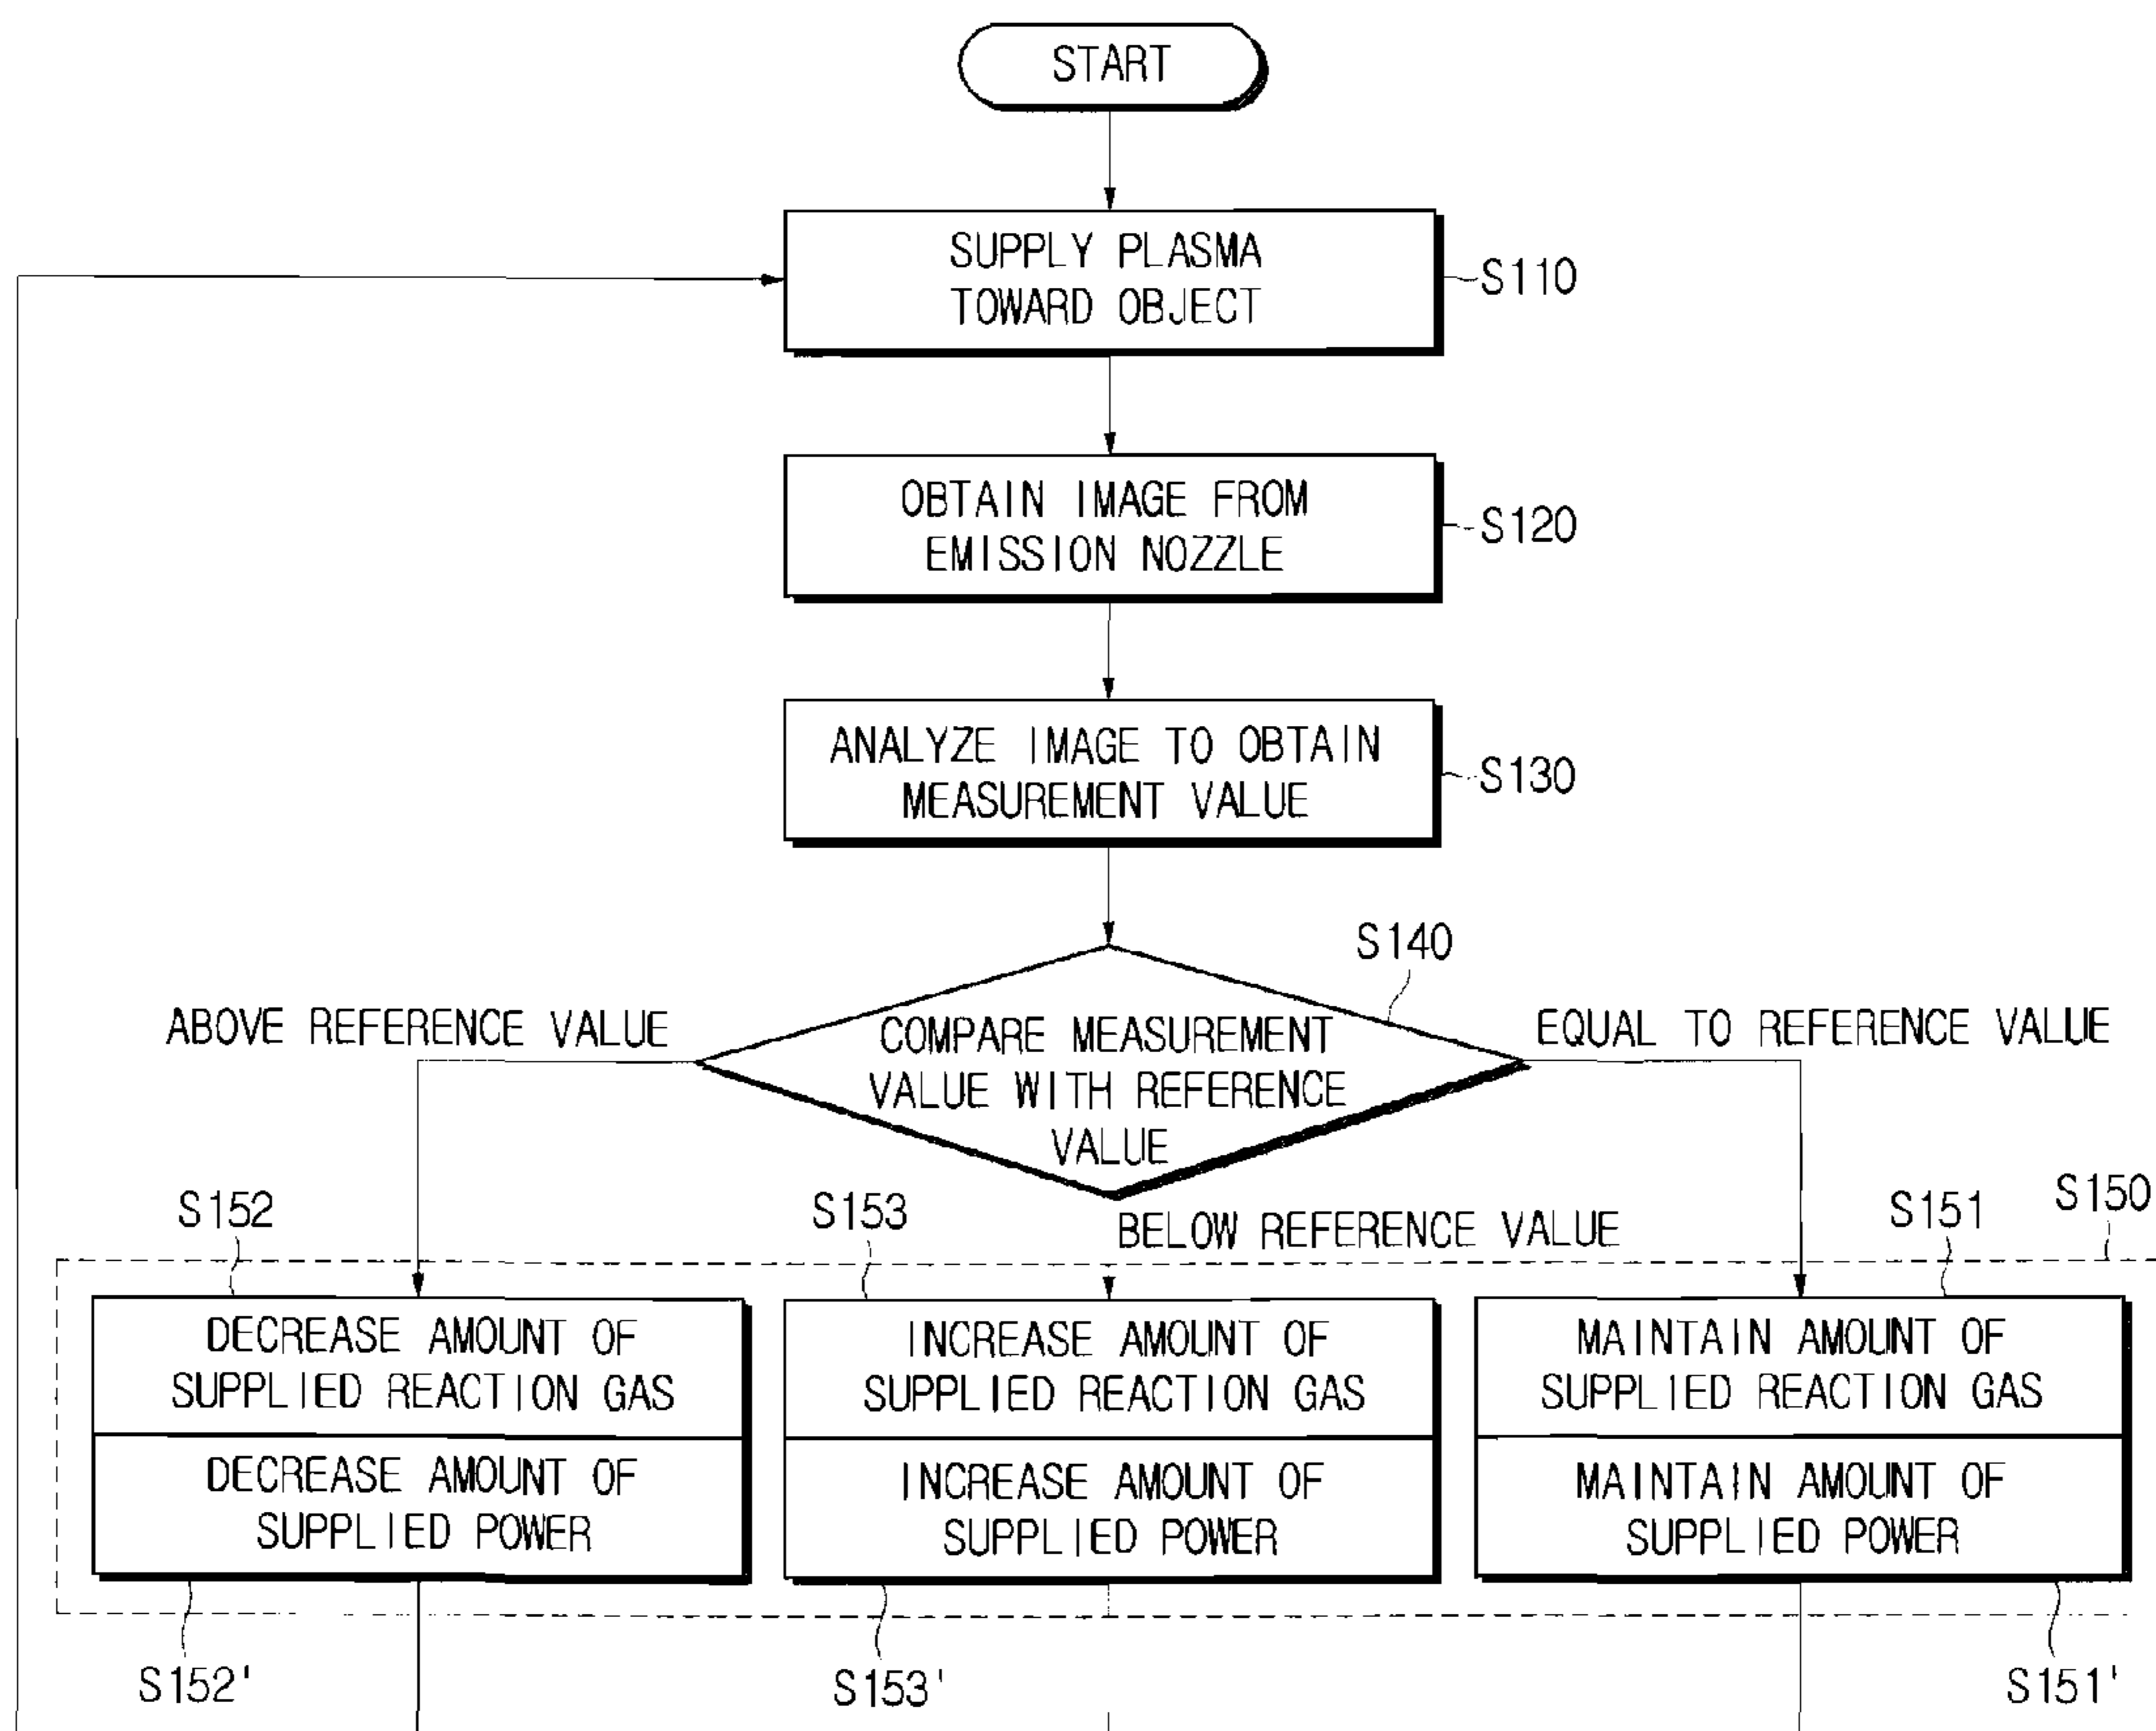 START
SUPPLY PLASMA
TOWARD OBJECT
S110
OBTAIN IMAGE FROM
EMISSION NOZZLE
S120
ANALYZE IMAGE TO OBTAIN
MEASUREMENT VALUE
S130
S140
ABOVE REFERENCE VALUE
COMPARE MEASUREMENT
VALUE WITH REFERENCE
VALUE
EQUAL TO REFERENCE VALUE
BELOW REFERENCE VALUE
S150
S152
DECREASE AMOUNT OF
SUPPLIED REACTION GAS
DECREASE AMOUNT OF
SUPPLIED POWER
S152'
S153
INCREASE AMOUNT OF
SUPPLIED REACTION GAS
INCREASE AMOUNT OF
SUPPLIED POWER
S153'
S151
MAINTAIN AMOUNT OF
SUPPLIED REACTION GAS
MAINTAIN AMOUNT OF
SUPPLIED POWER
S151'